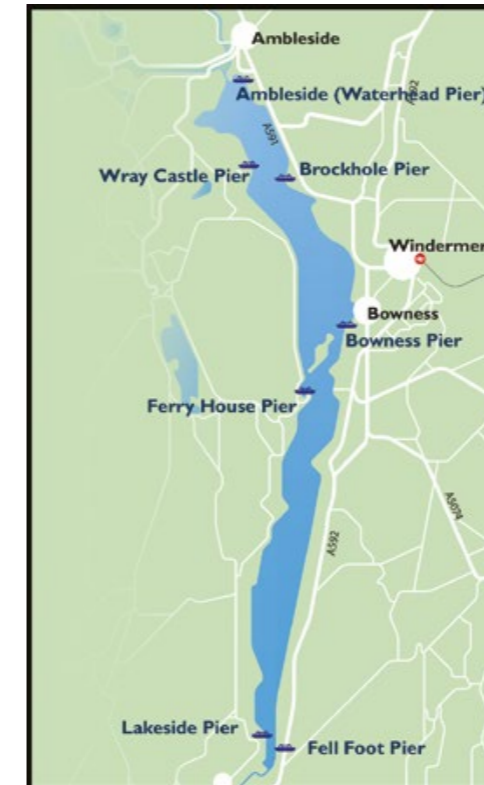 Ambleside
Ambleside (Waterhead Pier)
A592
A591
Wray Castle Pier
Brockhole Pier
Windermer
Bowness
Bowness Pier
Ferry House Pier
A5074
A592
Lakeside Pier
Fell Foot Pier